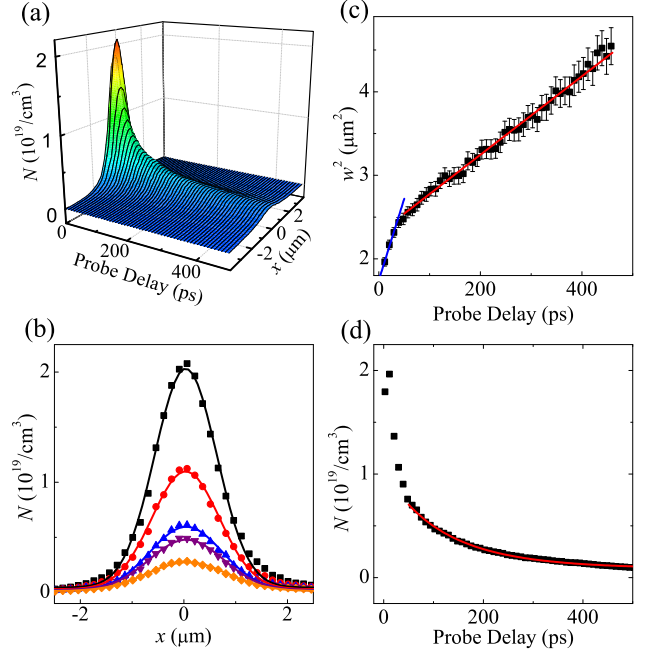 (a)
2
1
0
N (10^19/cm^3)
0
200
400
Probe Delay (ps)
-2
0
2
x (μm)
(c)
4
3
2
w^2 (μm^2)
0
200
400
Probe Delay (ps)
(b)
2
1
0
N (10^19/cm^3)
-2
0
2
x (μm)
(d)
2
1
0
N (10^19/cm^3)
0
200
400
Probe Delay (ps)